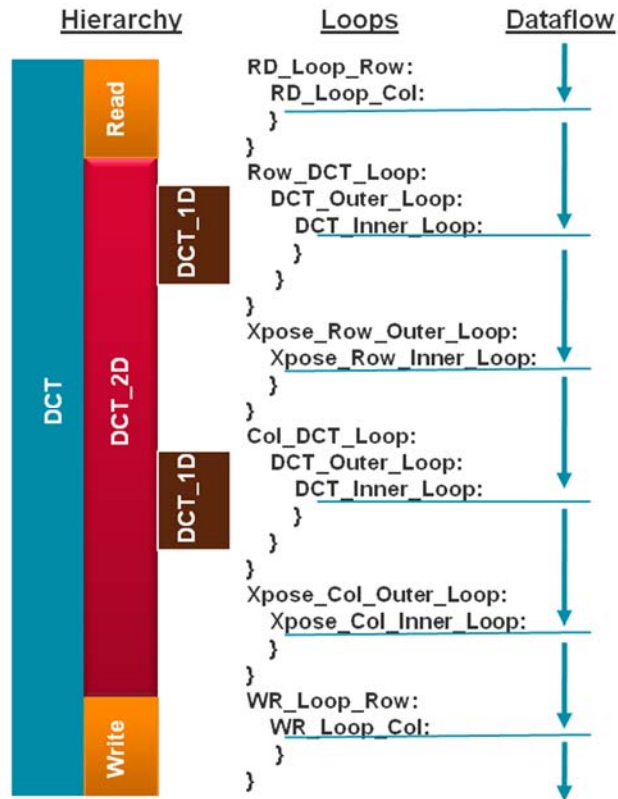 Hierarchy
Loops
Dataflow
DCT
Read
DCT_2D
Write
DCT_1D
DCT_1D
RD_Loop_Row:
RD_Loop_Col:
}
}
Row_DCT_Loop:
DCT_Outer_Loop:
DCT_Inner_Loop:
}
}
}
Xpose_Row_Outer_Loop:
Xpose_Row_Inner_Loop:
}
}
Col_DCT_Loop:
DCT_Outer_Loop:
DCT_Inner_Loop:
}
}
}
Xpose_Col_Outer_Loop:
Xpose_Col_Inner_Loop:
}
}
WR_Loop_Row:
WR_Loop_Col:
}
}